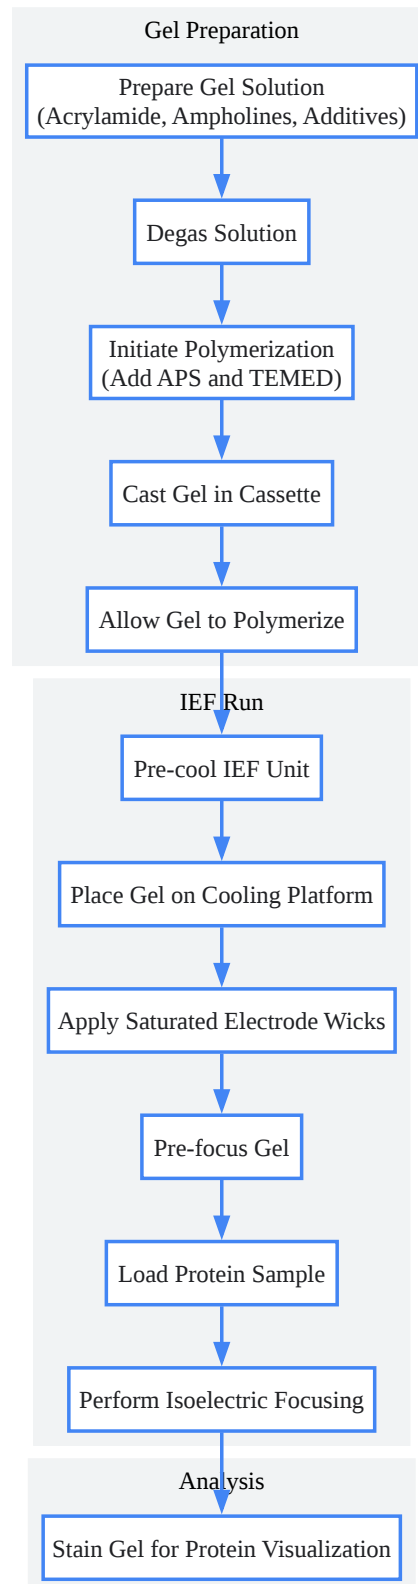 Gel Preparation
Prepare Gel Solution
(Acrylamide, Ampholines, Additives)
Degas Solution
Initiate Polymerization
(Add APS and TEMED)
Cast Gel in Cassette
Allow Gel to Polymerize
IEF Run
Pre-cool IEF Unit
Place Gel on Cooling Platform
Apply Saturated Electrode Wicks
Pre-focus Gel
Load Protein Sample
Perform Isoelectric Focusing
Analysis
Stain Gel for Protein Visualization